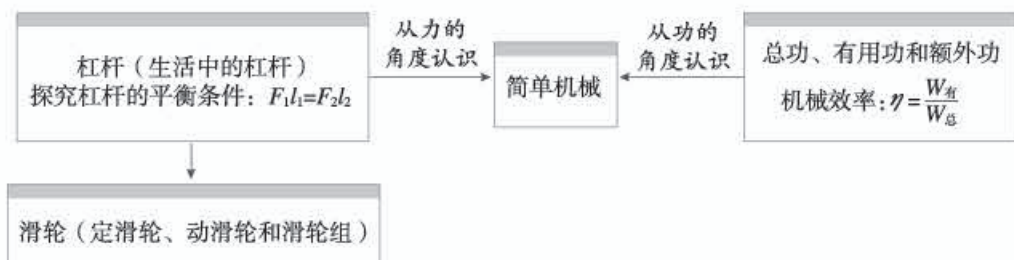 杠杆（生活中的杠杆）
探究杠杆的平衡条件：F₁l₁=F₂l₂
从力的
角度认识
简单机械
从功的
角度认识
总功、有用功和额外功
机械效率：η=W有/W总
滑轮（定滑轮、动滑轮和滑轮组）